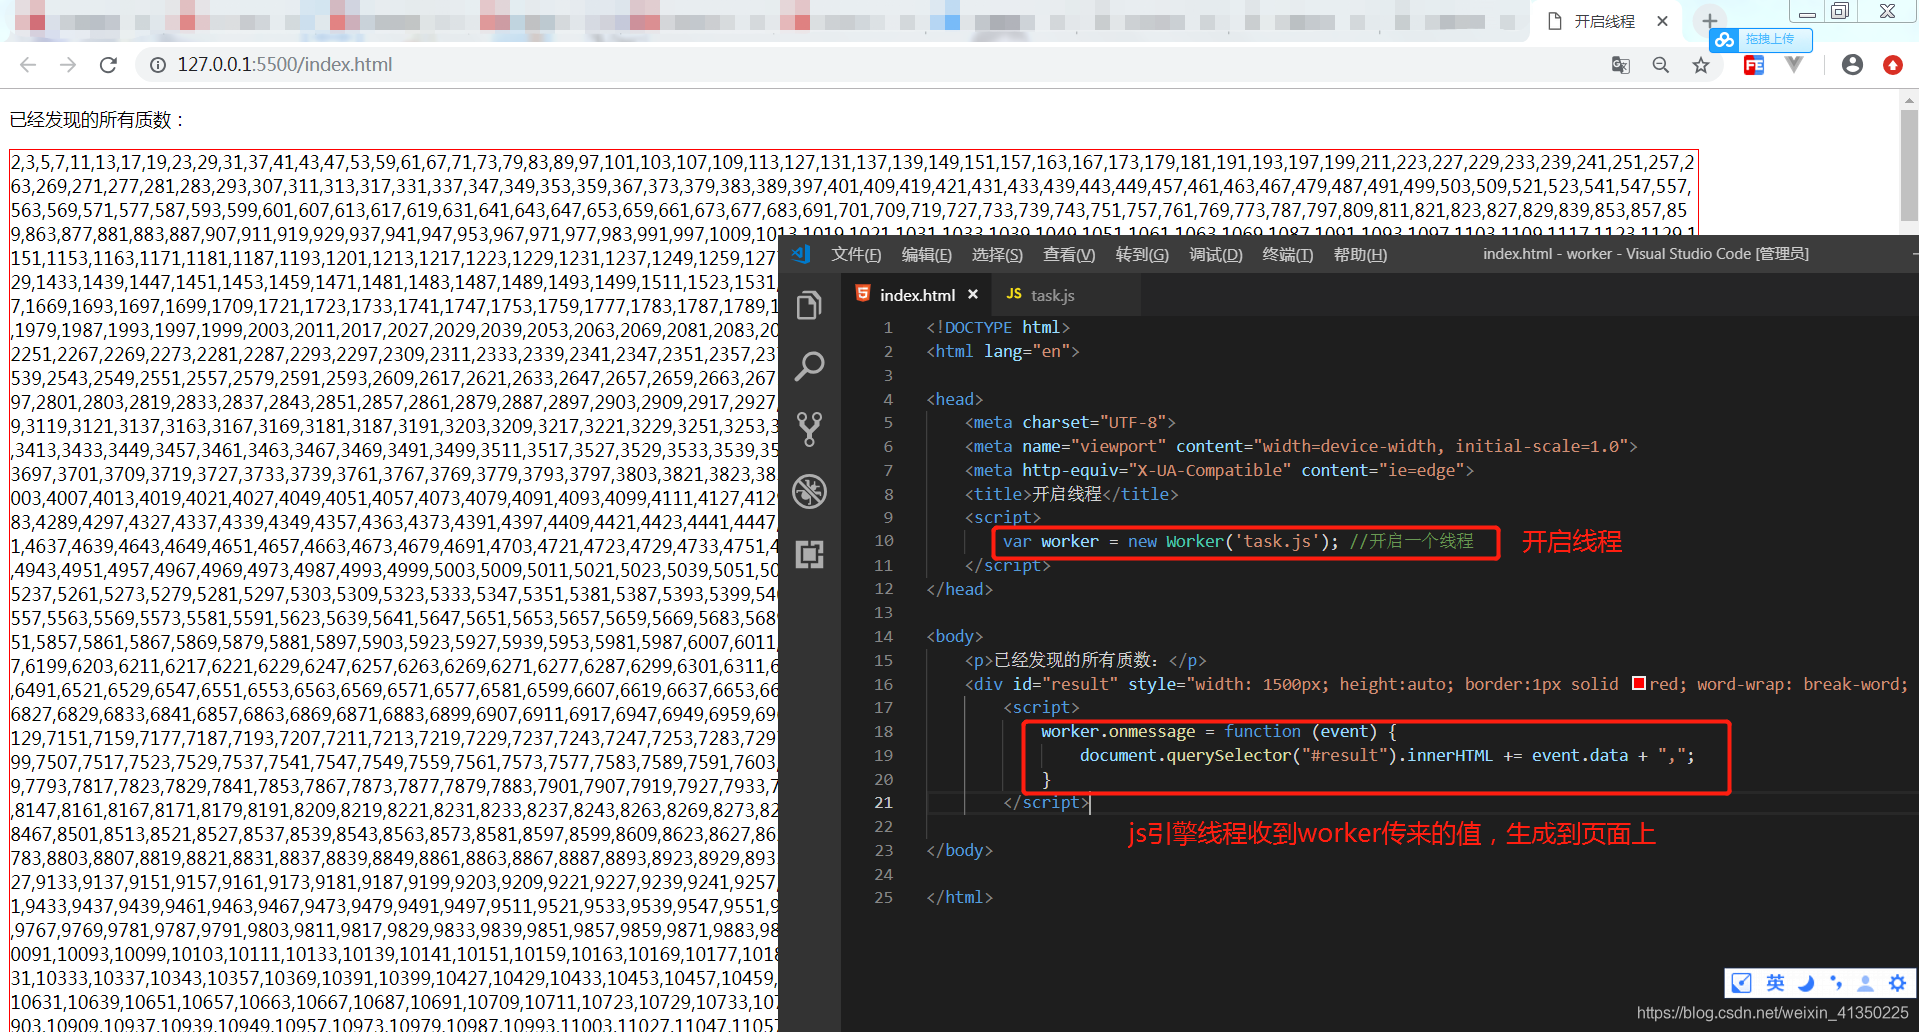 开启线程
拖拽上传
127.0.0.1:5500/index.html
已经发现的所有质数：
2,3,5,7,11,13,17,19,23,29,31,37,41,43,47,53,59,61,67,71,73,79,83,89,97,101,103,107,109,113,127,131,137,139,149,151,157,163,167,173,179,181,191,193,197,199,211,223,227,229,233,239,241,251,257,2
63,269,271,277,281,283,293,307,311,313,317,331,337,347,349,353,359,367,373,379,383,389,397,401,409,419,421,431,433,439,443,449,457,461,463,467,479,487,491,499,503,509,521,523,541,547,557,
563,569,571,577,587,593,599,601,607,613,617,619,631,641,643,647,653,659,661,673,677,683,691,701,709,719,727,733,739,743,751,757,761,769,773,787,797,809,811,821,823,827,829,839,853,857,85
9,863,877,881,883,887,907,911,919,929,937,941,947,953,967,971,977,983,991,997,1009,1013,1019,1021,1031,1033,1039,1049,1051,1061,1063,1069,1087,1091,1093,1097,1103,1109,1117,1123,1129,1
151,1153,1163,1171,1181,1187,1193,1201,1213,1217,1223,1229,1231,1237,1249,1259,127
29,1433,1439,1447,1451,1453,1459,1471,1481,1483,1487,1489,1493,1499,1511,1523,1531,
7,1669,1693,1697,1699,1709,1721,1723,1733,1741,1747,1753,1759,1777,1783,1787,1789,1
,1979,1987,1993,1997,1999,2003,2011,2017,2027,2029,2039,2053,2063,2069,2081,2083,20
2251,2267,2269,2273,2281,2287,2293,2297,2309,2311,2333,2339,2341,2347,2351,2357,237
539,2543,2549,2551,2557,2579,2591,2593,2609,2617,2621,2633,2647,2657,2659,2663,267
97,2801,2803,2819,2833,2837,2843,2851,2857,2861,2879,2887,2897,2903,2909,2917,2927,
9,3119,3121,3137,3163,3167,3169,3181,3187,3191,3203,3209,3217,3221,3229,3251,3253,3
,3413,3433,3449,3457,3461,3463,3467,3469,3491,3499,3511,3517,3527,3529,3533,3539,35
3697,3701,3709,3719,3727,3733,3739,3761,3767,3769,3779,3793,3797,3803,3821,3823,38
003,4007,4013,4019,4021,4027,4049,4051,4057,4073,4079,4091,4093,4099,4111,4127,4129
83,4289,4297,4327,4337,4339,4349,4357,4363,4373,4391,4397,4409,4421,4423,4441,4447,
1,4637,4639,4643,4649,4651,4657,4663,4673,4679,4691,4703,4721,4723,4729,4733,4751,4
,4943,4951,4957,4967,4969,4973,4987,4993,4999,5003,5009,5011,5021,5023,5039,5051,50
5237,5261,5273,5279,5281,5297,5303,5309,5323,5333,5347,5351,5381,5387,5393,5399,540
557,5563,5569,5573,5581,5591,5623,5639,5641,5647,5651,5653,5657,5659,5669,5683,5689
51,5857,5861,5867,5869,5879,5881,5897,5903,5923,5927,5939,5953,5981,5987,6007,6011,
7,6199,6203,6211,6217,6221,6229,6247,6257,6263,6269,6271,6277,6287,6299,6301,6311,6
,6491,6521,6529,6547,6551,6553,6563,6569,6571,6577,6581,6599,6607,6619,6637,6653,66
6827,6829,6833,6841,6857,6863,6869,6871,6883,6899,6907,6911,6917,6947,6949,6959,696
129,7151,7159,7177,7187,7193,7207,7211,7213,7219,7229,7237,7243,7247,7253,7283,7297
99,7507,7517,7523,7529,7537,7541,7547,7549,7559,7561,7573,7577,7583,7589,7591,7603,
9,7793,7817,7823,7829,7841,7853,7867,7873,7877,7879,7883,7901,7907,7919,7927,7933,7
,8147,8161,8167,8171,8179,8191,8209,8219,8221,8231,8233,8237,8243,8263,8269,8273,82
8467,8501,8513,8521,8527,8537,8539,8543,8563,8573,8581,8597,8599,8609,8623,8627,86
783,8803,8807,8819,8821,8831,8837,8839,8849,8861,8863,8867,8887,8893,8923,8929,893
27,9133,9137,9151,9157,9161,9173,9181,9187,9199,9203,9209,9221,9227,9239,9241,9257,
1,9433,9437,9439,9461,9463,9467,9473,9479,9491,9497,9511,9521,9533,9539,9547,9551,9
,9767,9769,9781,9787,9791,9803,9811,9817,9829,9833,9839,9851,9857,9859,9871,9883,98
0091,10093,10099,10103,10111,10133,10139,10141,10151,10159,10163,10169,10177,1018
31,10333,10337,10343,10357,10369,10391,10399,10427,10429,10433,10453,10457,10459,
10631,10639,10651,10657,10663,10667,10687,10691,10709,10711,10723,10729,10733,107
903,10909,10937,10939,10949,10957,10973,10979,10987,10993,11003,11027,11047,11057
文件(F) 编辑(E) 选择(S) 查看(V) 转到(G) 调试(D) 终端(T) 帮助(H) index.html - worker - Visual Studio Code [管理员]
index.html JS task.js
1 <!DOCTYPE html>
2 <html lang="en">
3
4 <head>
5 <meta charset="UTF-8">
6 <meta name="viewport" content="width=device-width, initial-scale=1.0">
7 <meta http-equiv="X-UA-Compatible" content="ie=edge">
8 <title>开启线程</title>
9 <script>
10 var worker = new Worker('task.js'); //开启一个线程 开启线程
11 </script>
12 </head>
13
14 <body>
15 <p>已经发现的所有质数：</p>
16 <div id="result" style="width: 1500px; height:auto; border:1px solid red; word-wrap: break-word;
17 <script>
18 worker.onmessage = function (event) {
19 document.querySelector("#result").innerHTML += event.data + ",";
20 }
21 </script>
22 js引擎线程收到worker传来的值，生成到页面上
23 </body>
24
25 </html>
英
https://blog.csdn.net/weixin_41350225